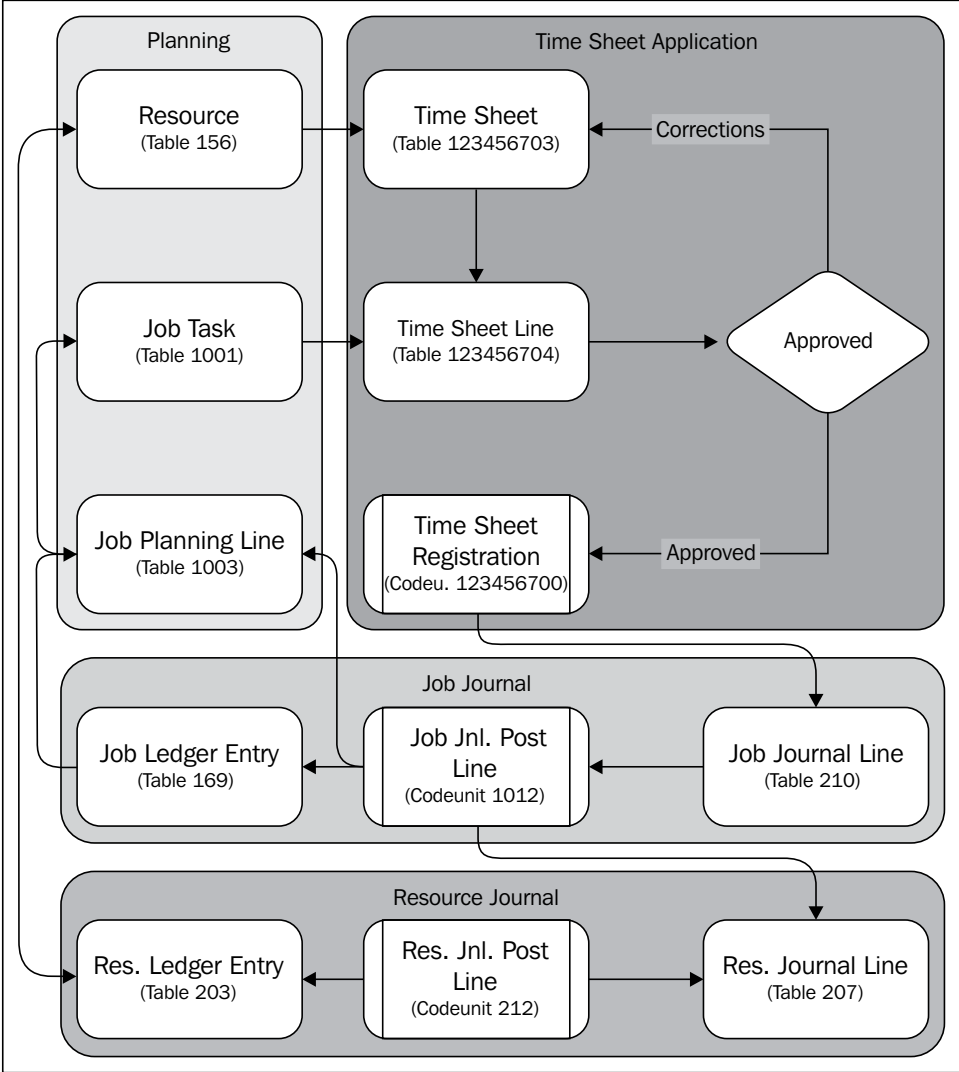 Planning
Time Sheet Application
Resource
(Table 156)
Time Sheet
(Table 123456703)
Corrections
Job Task
(Table 1001)
Time Sheet Line
(Table 123456704)
Approved
Job Planning Line
(Table 1003)
Time Sheet
Registration
(Codeu. 123456700)
Approved
Job Journal
Job Ledger Entry
(Table 169)
Job Jnl. Post
Line
(Codeunit 1012)
Job Journal Line
(Table 210)
Resource Journal
Res. Ledger Entry
(Table 203)
Res. Jnl. Post
Line
(Codeunit 212)
Res. Journal Line
(Table 207)